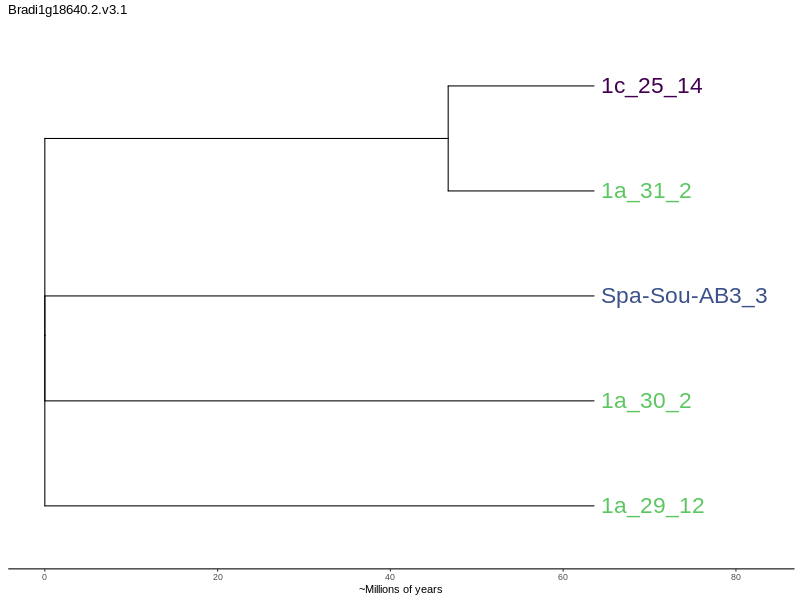 Bradi1g18640.2.v3.1
1c_25_14
1a_31_2
Spa-Sou-AB3_3
1a_30_2
1a_29_12
0 20 40 60 80
~Millions of years